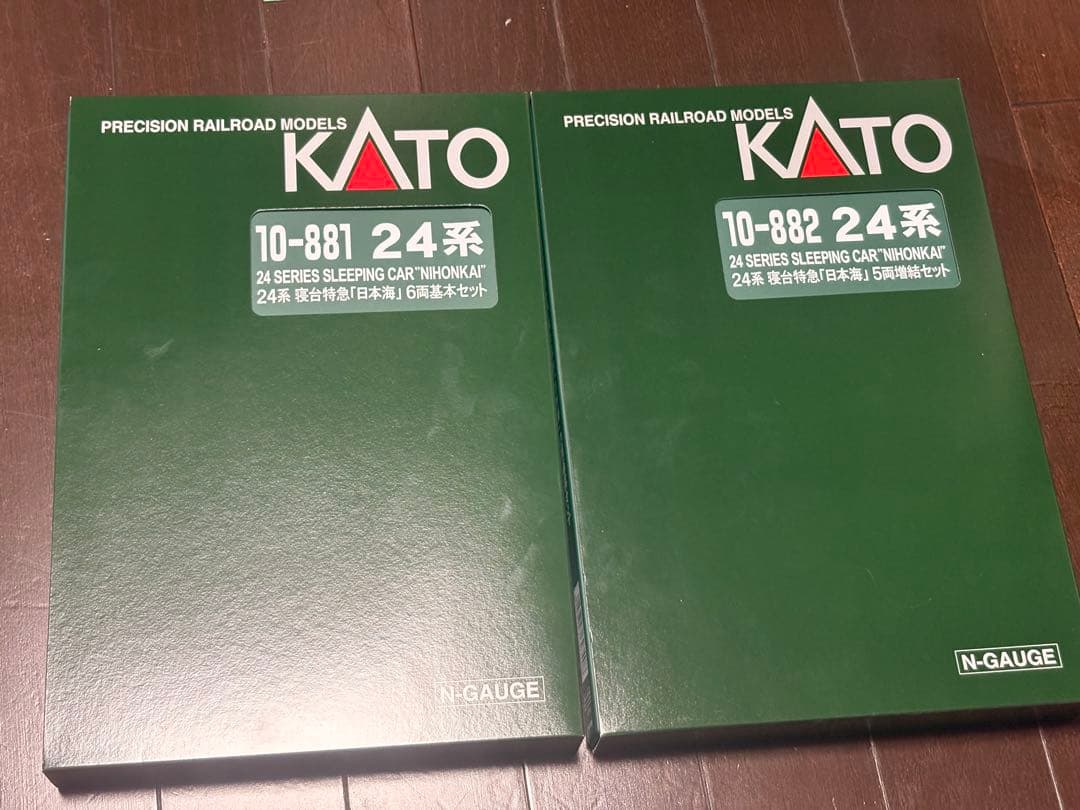 PRECISION RAILROAD MODELS
KATO
10-881 24系
24 SERIES SLEEPING CAR "NIHONKAI"
24系 寝台特急「日本海」 6両基本セット
N-GAUGE
PRECISION RAILROAD MODELS
KATO
10-882 24系
24 SERIES SLEEPING CAR "NIHONKAI"
24系 寝台特急「日本海」 5両増結セット
N-GAUGE